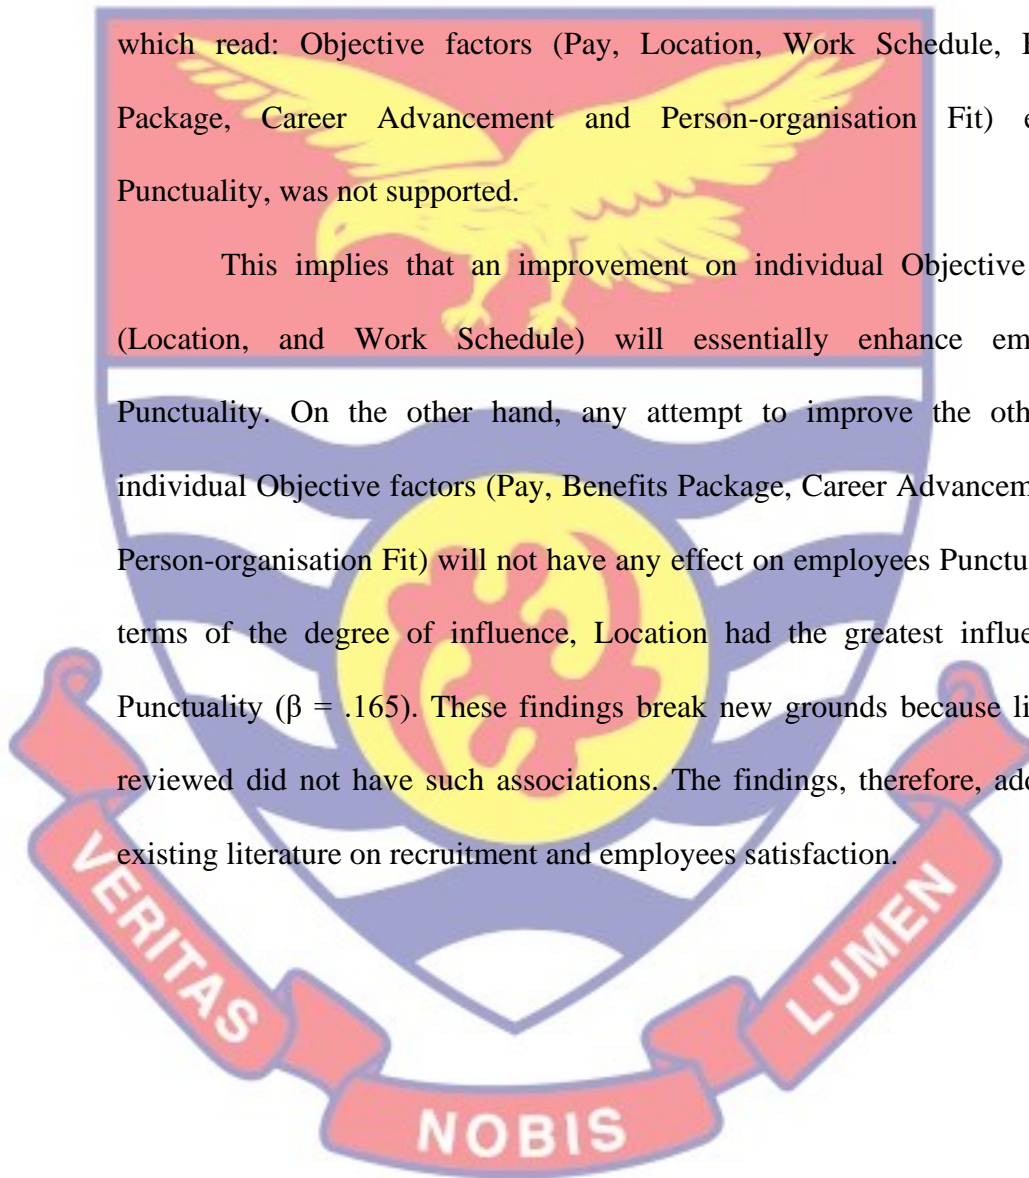 which read: Objective factors (Pay, Location, Work Schedule,
Package, Career Advancement and Person-organisation Fit)
Punctuality, was not supported.
This implies that an improvement on individual Objective
(Location, and Work Schedule) will essentially enhance
Punctuality. On the other hand, any attempt to improve the
individual Objective factors (Pay, Benefits Package, Career
Person-organisation Fit) will not have any effect on employees
terms of the degree of influence, Location had the greatest
Punctuality (β = .165). These findings break new grounds because
reviewed did not have such associations. The findings, therefore,
existing literature on recruitment and employees satisfaction.
VERITAS
NOBIS
LUMEN